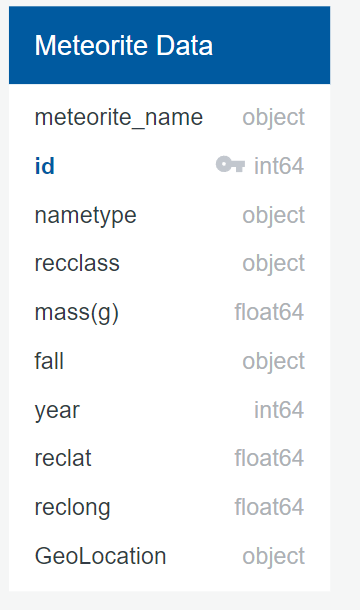 Meteorite Data
meteorite_name object
id int64
nametype object
recclass object
mass(g) float64
fall object
year int64
reclat float64
reclong float64
GeoLocation object